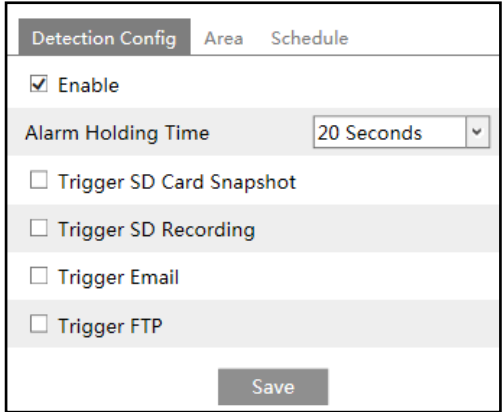 Detection Config Area Schedule
Enable
Alarm Holding Time 20 Seconds
Trigger SD Card Snapshot
Trigger SD Recording
Trigger Email
Trigger FTP
Save